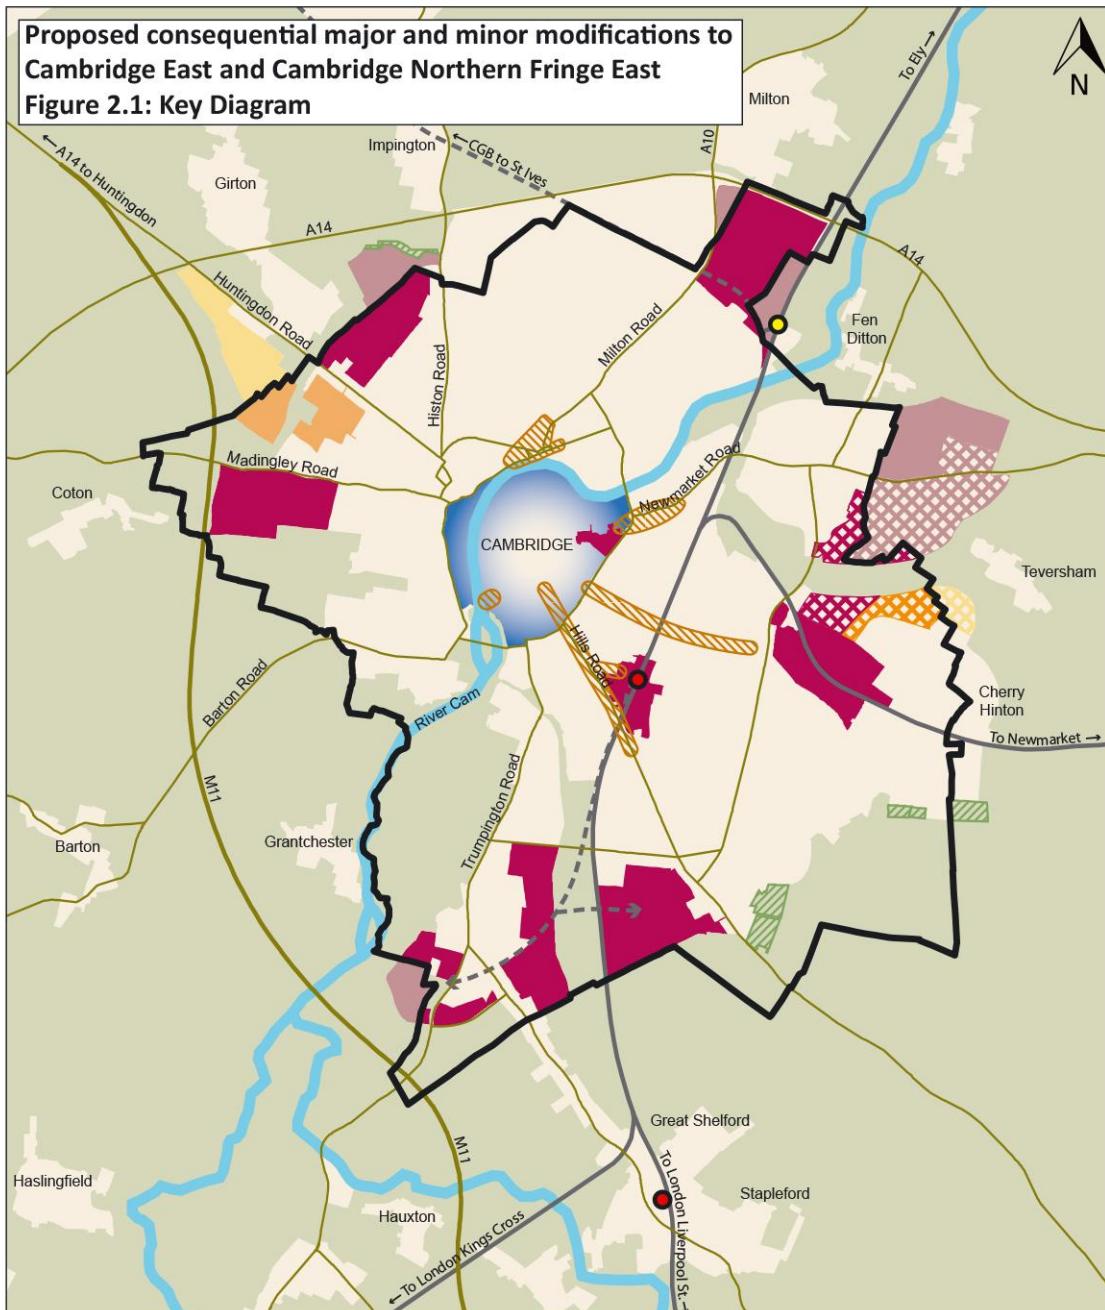 Proposed consequential major and minor modifications to
Cambridge East and Cambridge Northern Fringe East
Figure 2.1: Key Diagram
N
To Ely →
Milton
A10
← CGB to St Ives
Impington
← A14 to Huntingdon
Girton
A14
A14
Huntingdon Road
Histon Road
Milton Road
Fen
Ditton
Madingley Road
Newmarket Road
Coton
CAMBRIDGE
Teversham
Hills Road
Barton Road
River Cam
Cherry
Hinton
To Newmarket →
M11
Trumpington Road
Grantchester
Barton
Great Shelford
M11
To London Liverpool St. →
Haslingfield
Stapleford
Hauxton
← To London Kings Cross